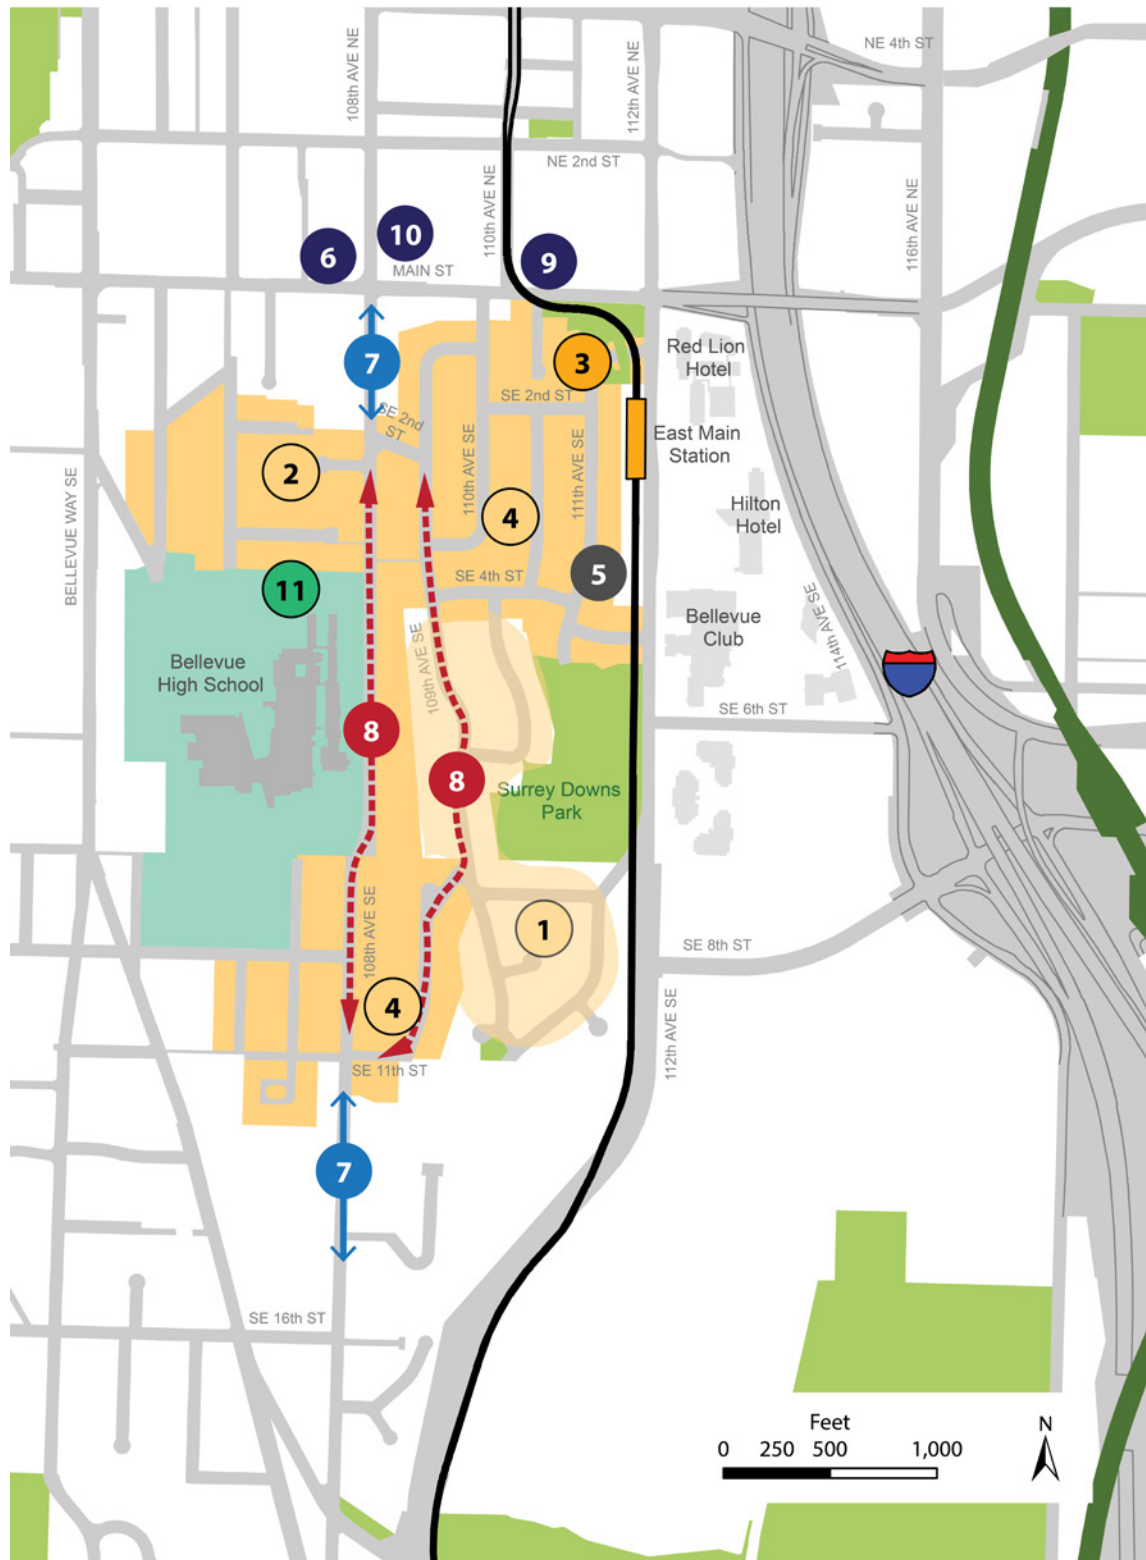 108th AVE NE
112th AVE NE
NE 4th ST
NE 2nd ST
110th AVE NE
116th AVE NE
10
6
9
MAIN ST
Red Lion
Hotel
7
3
SE 2nd ST
SE 2nd
ST
East Main
Station
2
110th AVE SE
111th AVE SE
4
Hilton
Hotel
BELLEVUE WAY SE
11
SE 4th ST
5
Bellevue
Club
114th AVE SE
Bellevue
High School
109th AVE SE
8
SE 6th ST
8
Surrey Downs
Park
108th AVE SE
1
SE 8th ST
4
112th AVE SE
SE 11th ST
7
SE 16th ST
Feet
0 250 500 1,000
N